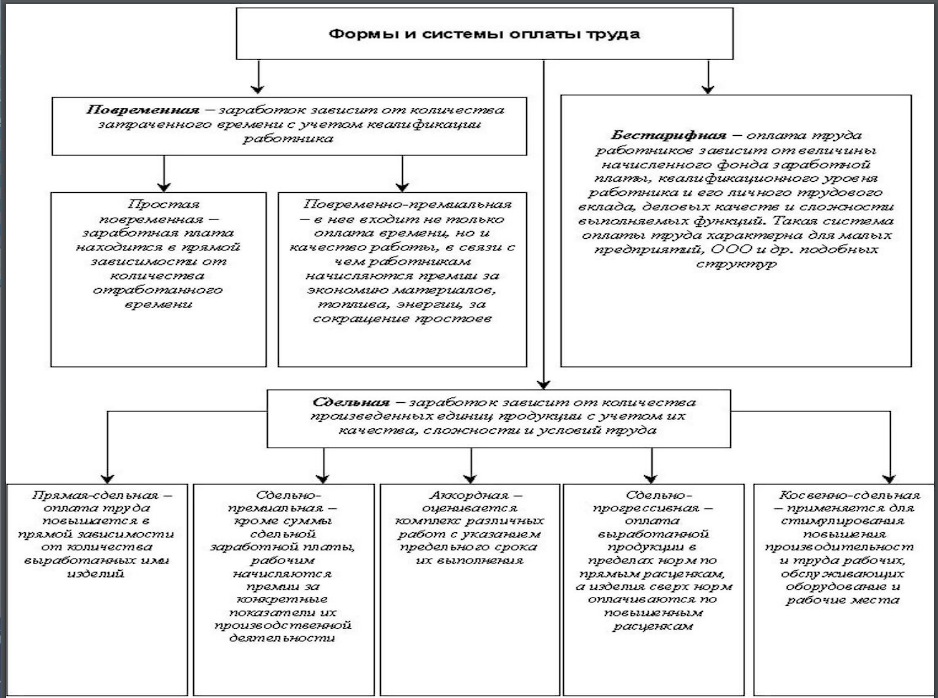 Формы и системы оплаты труда
Повременная – заработок зависит от количества
затраченного времени с учетом квалификации
работника
Бестарифная – оплата труда
работников зависит от величины
начисленного фонда заработной
платы, квалификационного уровня
работника и его личного трудового
вклада, деловых качеств и сложности
выполняемых функций. Такая система
оплаты труда характерна для малых
предприятий, ООО и др. подобных
структур
Простая
повременная –
заработная плата
находится в прямой
зависимости от
количества
отработанного
времени
Повременно-премиальная
– в нее входит не только
оплата времени, но и
качество работы, в связи с
чем работникам
начисляются премии за
экономию материалов,
топлива, энергии, за
сокращение простоев
Сдельная – заработок зависит от количества
произведенных единиц продукции с учетом их
качества, сложности и условий труда
Прямая-сдельная –
оплата труда
повышается в
прямой зависимости
от количества
выработанных ими
изделий
Сдельно-
премиальная –
кроме суммы
сдельной
заработной платы,
рабочим
начисляются
премии за
конкретные
показатели их
производственной
деятельности
Аккордная –
оценивается
комплекс различных
работ с указанием
предельного срока
их выполнения
Сдельно-
прогрессивная –
оплата
выработанной
продукции в
пределах норм по
прямым расценкам,
а изделия сверх норм
оплачиваются по
повышенным
расценкам
Косвенно-сдельная
– применяется для
стимулирования
повышения
производительност
и труда рабочих,
обслуживающих
оборудование и
рабочие места